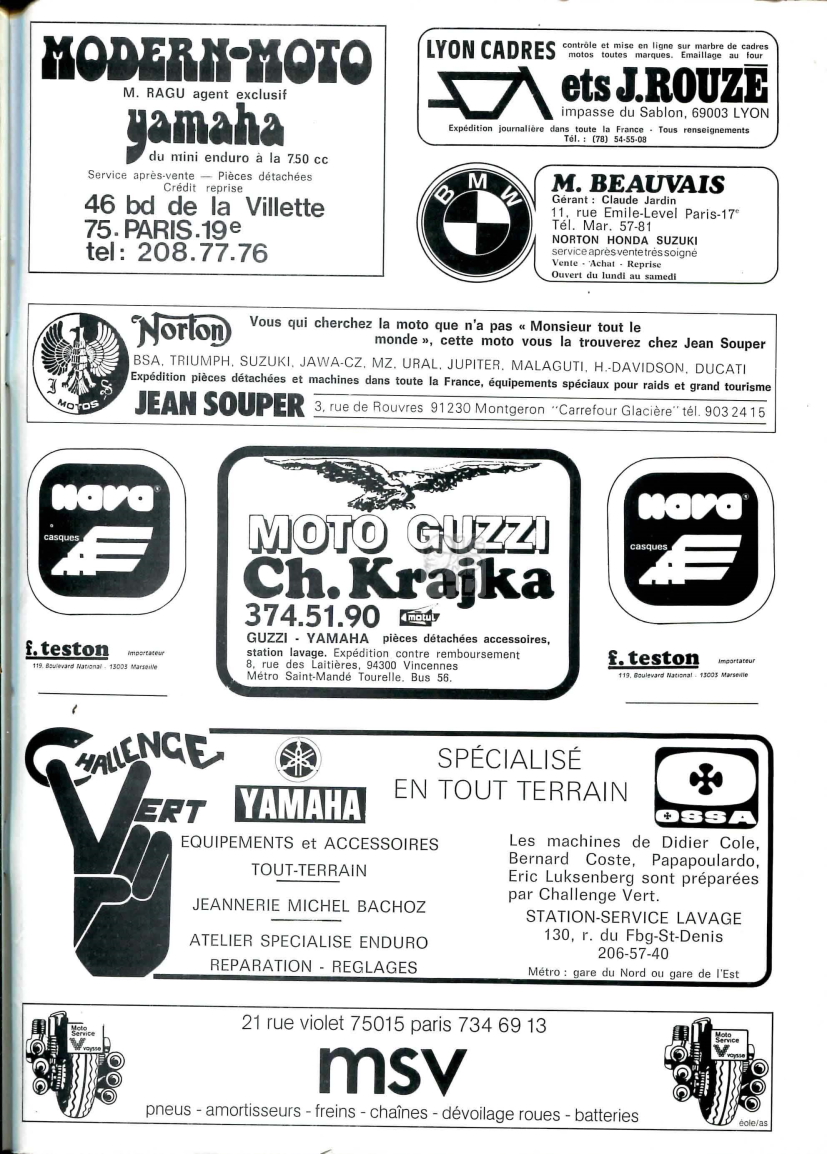 MODERN-MOTO
M. RAGU agent exclusif
yamaha
du mini enduro à la 750 cc
Service après-vente — Pièces détachées
Crédit reprise
46 bd de la Villette
75.PARIS.19e
tel: 208.77.76
LYON CADRES contrôle et mise en ligne sur marbre de cadres
motos toutes marques. Emaillage au four
ets J.ROUZÉ
impasse du Sablon, 69003 LYON
Expédition journalière dans toute la France - Tous renseignements
Tél. : (78) 54-55-08
BMW
M. BEAUVAIS
Gérant : Claude Jardin
11, rue Emile-Level Paris-17e
Tél. Mar. 57-81
NORTON HONDA SUZUKI
service après vente trés soigné
Vente - Achat - Reprise
Ouvert du lundi au samedi
J S
MOTOS
Norton
Vous qui cherchez la moto que n'a pas « Monsieur tout le
monde », cette moto vous la trouverez chez Jean Souper
BSA, TRIUMPH, SUZUKI, JAWA-CZ, MZ, URAL, JUPITER, MALAGUTI, H.-DAVIDSON, DUCATI
Expédition pièces détachées et machines dans toute la France, équipements spéciaux pour raids et grand tourisme
JEAN SOUPER 3, rue de Rouvres 91230 Montgeron "Carrefour Glacière" tél. 903 24 15
NAVA®
casques
f.teston Importateur
119, Boulevard National - 13003 Marseille
MOTO GUZZI
Ch. Krajka
374.51.90 motul
GUZZI - YAMAHA pièces détachées accessoires,
station lavage. Expédition contre remboursement
8, rue des Laitières, 94300 Vincennes
Métro Saint-Mandé Tourelle. Bus 56.
NAVA®
casques
f.teston Importateur
119, Boulevard National - 13003 Marseille
CHALLENGE
VERT
YAMAHA
SPÉCIALISÉ
EN TOUT TERRAIN
OSSA
EQUIPEMENTS et ACCESSOIRES
TOUT-TERRAIN
JEANNERIE MICHEL BACHOZ
ATELIER SPECIALISE ENDURO
REPARATION - REGLAGES
Les machines de Didier Cole,
Bernard Coste, Papapoulardo,
Eric Luksenberg sont préparées
par Challenge Vert.
STATION-SERVICE LAVAGE
130, r. du Fbg-St-Denis
206-57-40
Métro : gare du Nord ou gare de l'Est
Moto
Service
V voysse
21 rue violet 75015 paris 734 69 13
msv
pneus - amortisseurs - freins - chaînes - dévoilage roues - batteries
Moto
Service
V voysse
éole/as